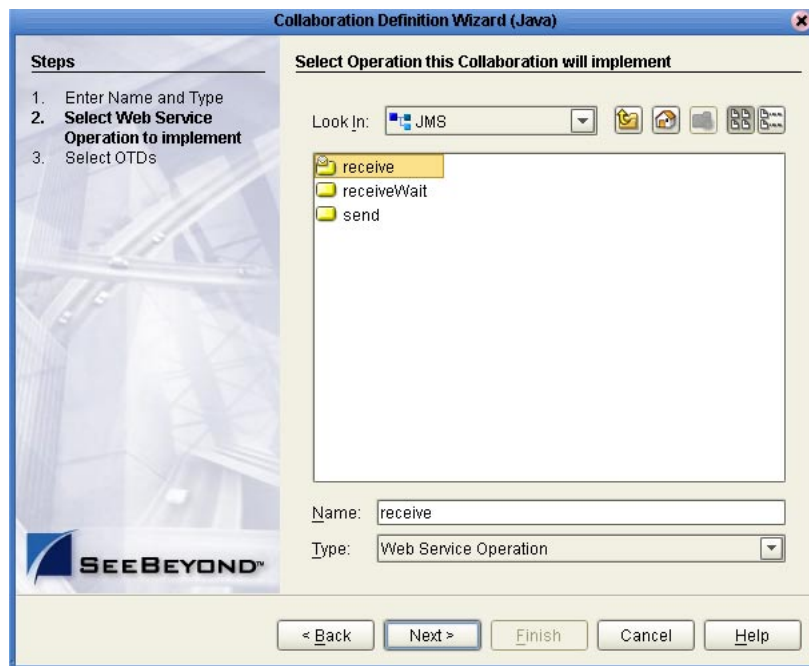 Collaboration Definition Wizard (Java)
Steps
1. Enter Name and Type
2. Select Web Service
Operation to implement
3. Select OTDs
Select Operation this Collaboration will implement
Look In: JMS
receive
receiveWait
send
Name: receive
Type: Web Service Operation
SEEBEYOND™
< Back Next > Finish Cancel Help